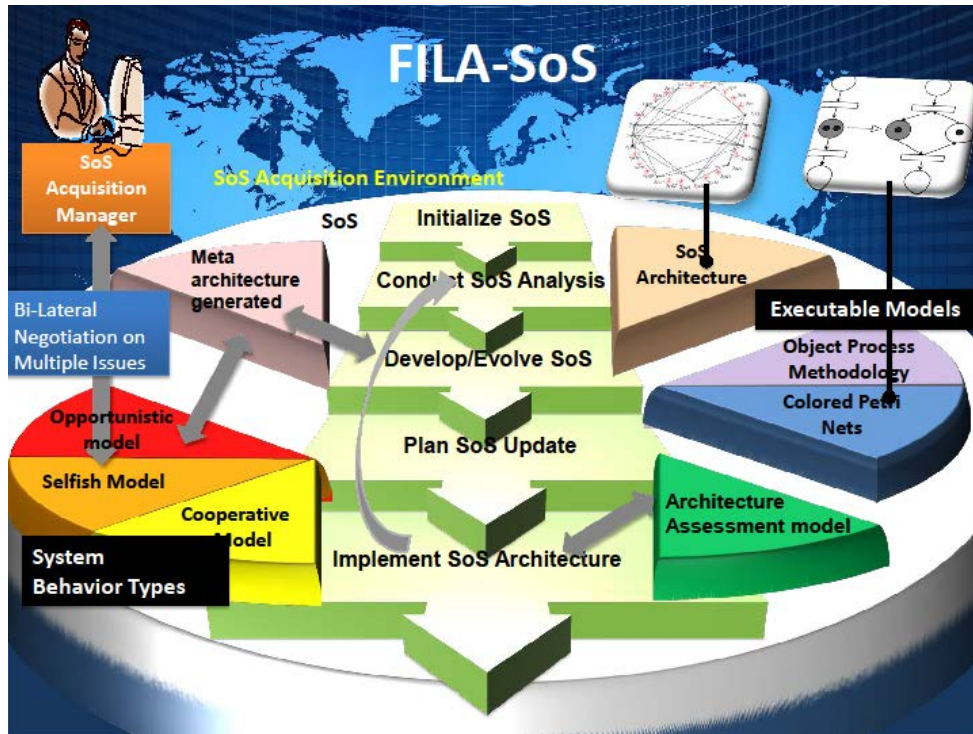 FILA-SoS
SoS
Acquisition
Manager
SoS Acquisition Environment
SoS
Initialize SoS
Meta
architecture
generated
Conduct SoS Analysis
SoS
Architecture
Bi-Lateral
Negotiation on
Multiple Issues
Executable Models
Develop/Evolve SoS
Object Process
Methodology
Colored Petri
Nets
Opportunistic
model
Plan SoS Update
Selfish Model
Cooperative
Model
Architecture
Assessment model
System
Behavior Types
Implement SoS Architecture